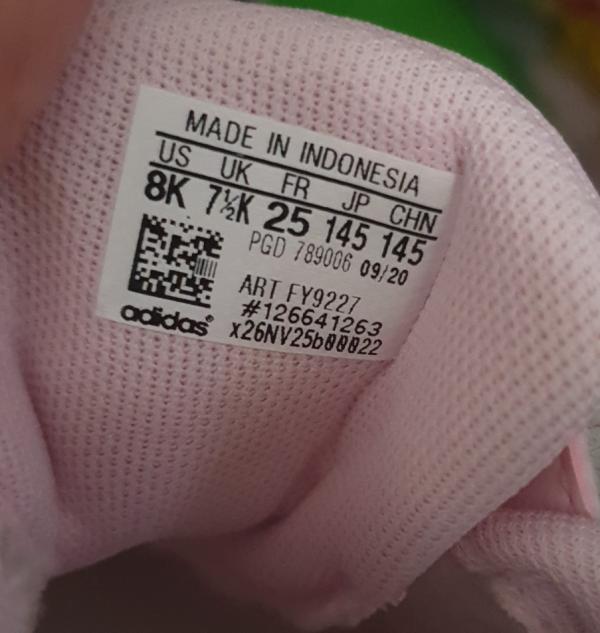 MADE IN INDONESIA
US UK FR JP CHN
8K 7½K 25 145 145
PGD 789006 09/20
ART FY9227
#126641263
x26NV25b00022
adidas®